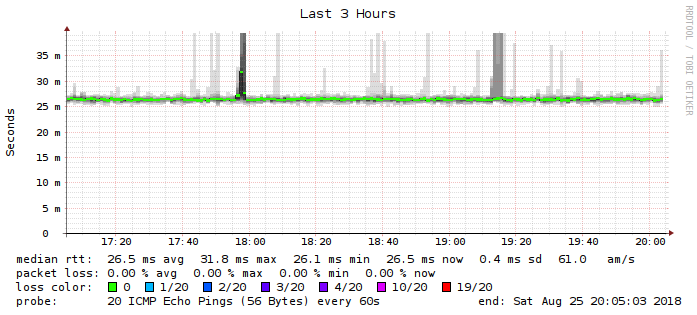 Last 3 Hours
RRDTOOL / TOBI OETIKER
Seconds
35 m
30 m
25 m
20 m
15 m
10 m
5 m
0
17:20 17:40 18:00 18:20 18:40 19:00 19:20 19:40 20:00
median rtt: 26.5 ms avg 31.8 ms max 26.1 ms min 26.5 ms now 0.4 ms sd 61.0 am/s
packet loss: 0.00 % avg 0.00 % max 0.00 % min 0.00 % now
loss color: 0 1/20 2/20 3/20 4/20 10/20 19/20
probe: 20 ICMP Echo Pings (56 Bytes) every 60s end: Sat Aug 25 20:05:03 2018